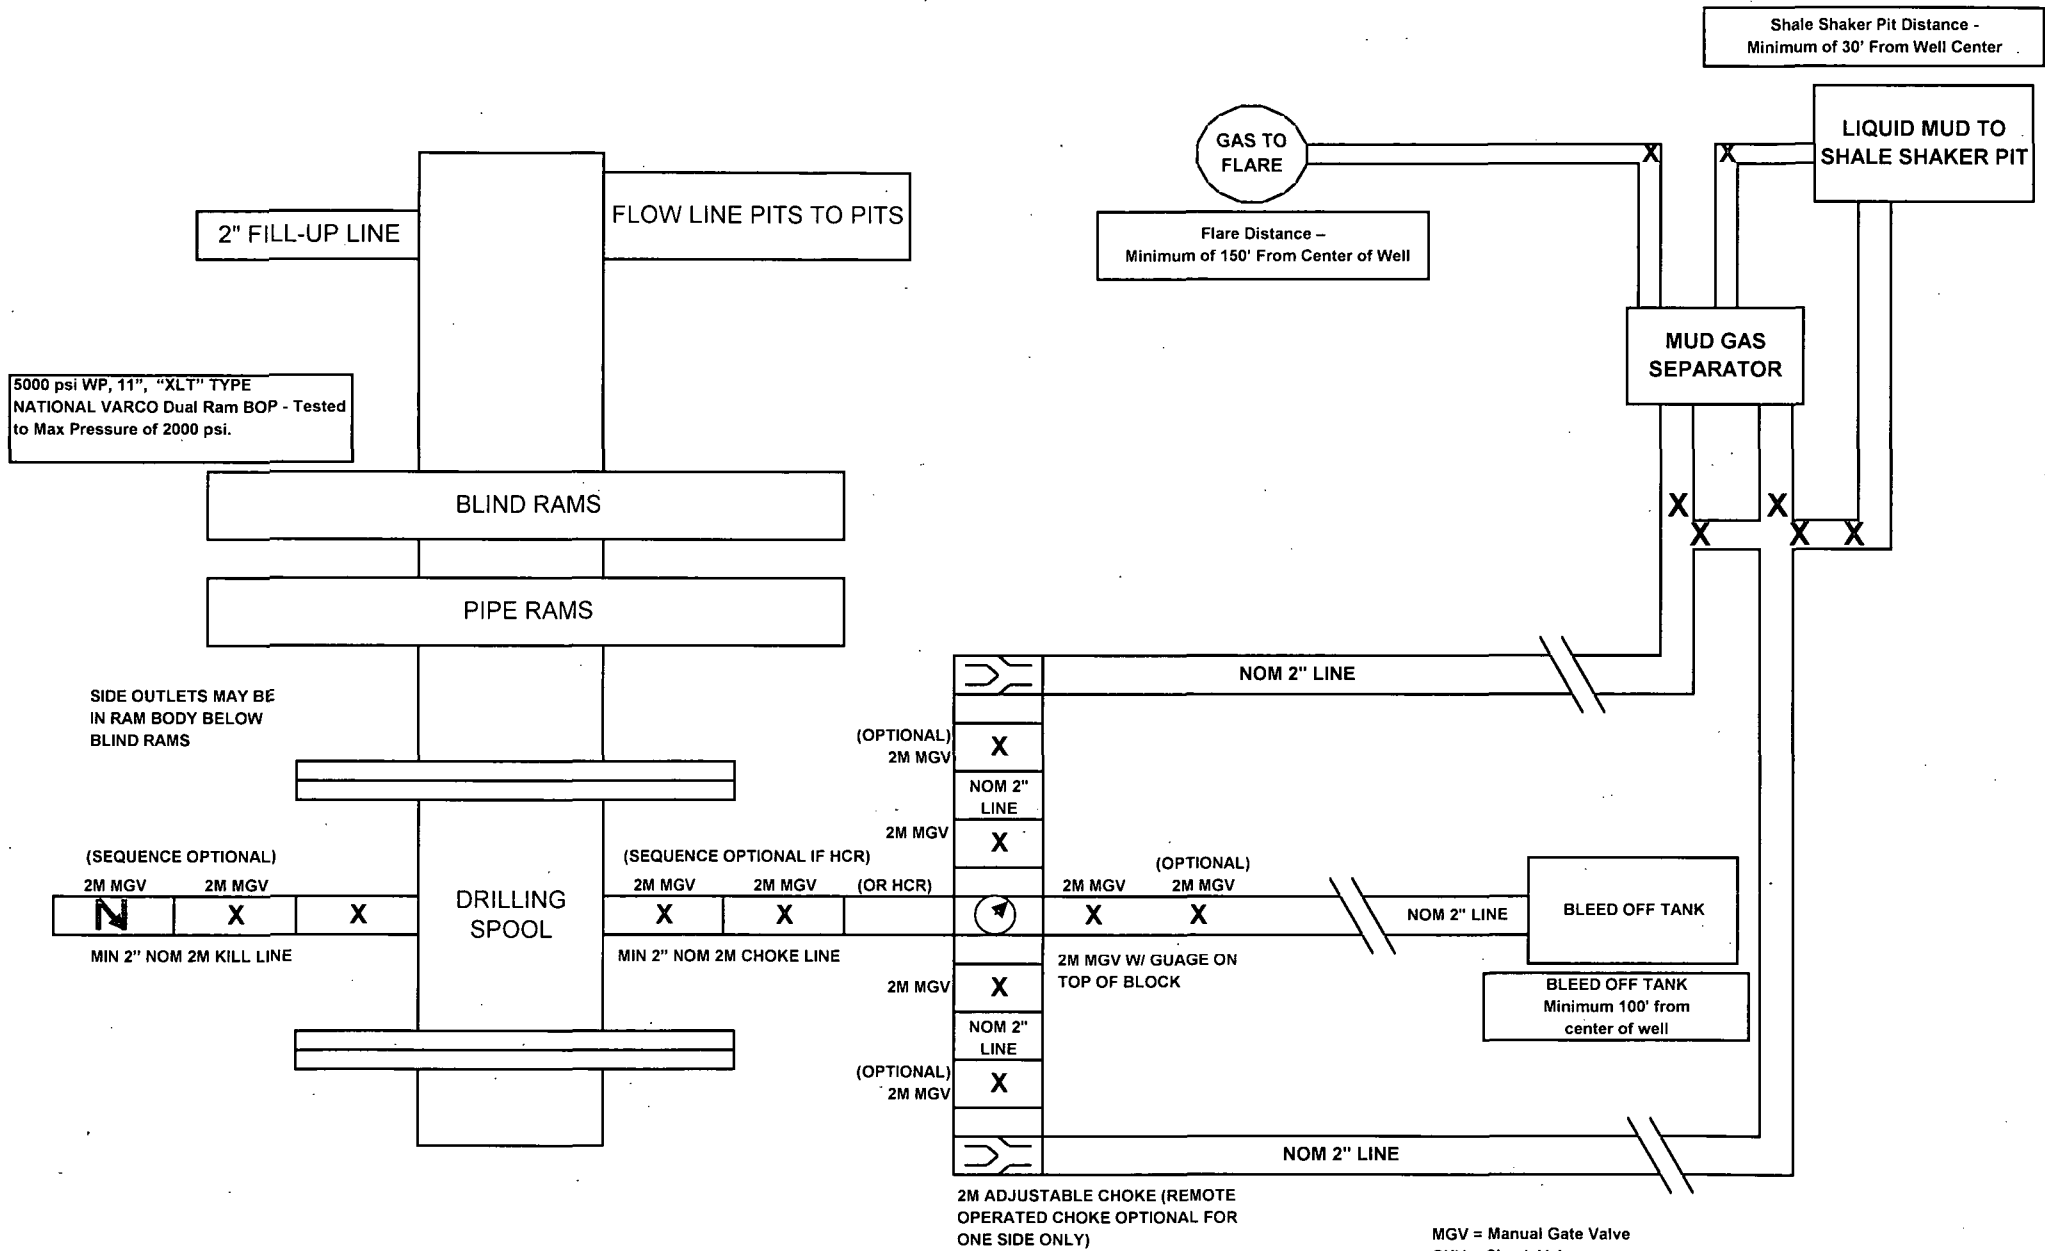 Shale Shaker Pit Distance -
Minimum of 30' From Well Center
GAS TO
FLARE
LIQUID MUD TO
SHALE SHAKER PIT
FLOW LINE PITS TO PITS
2" FILL-UP LINE
Flare Distance –
Minimum of 150' From Center of Well
MUD GAS
SEPARATOR
5000 psi WP, 11", "XLT" TYPE
NATIONAL VARCO Dual Ram BOP - Tested
to Max Pressure of 2000 psi.
BLIND RAMS
PIPE RAMS
SIDE OUTLETS MAY BE
IN RAM BODY BELOW
BLIND RAMS
NOM 2" LINE
(OPTIONAL)
2M MGV
X
NOM 2"
LINE
2M MGV
X
(SEQUENCE OPTIONAL)
2M MGV 2M MGV
N X X
MIN 2" NOM 2M KILL LINE
DRILLING
SPOOL
(SEQUENCE OPTIONAL IF HCR)
2M MGV 2M MGV (OR HCR)
X X
MIN 2" NOM 2M CHOKE LINE
(OPTIONAL)
2M MGV 2M MGV
X X
NOM 2" LINE
BLEED OFF TANK
2M MGV W/ GUAGE ON
TOP OF BLOCK
BLEED OFF TANK
Minimum 100' from
center of well
2M MGV
X
NOM 2"
LINE
(OPTIONAL)
2M MGV
X
NOM 2" LINE
2M ADJUSTABLE CHOKE (REMOTE
OPERATED CHOKE OPTIONAL FOR
ONE SIDE ONLY)
MGV = Manual Gate Valve